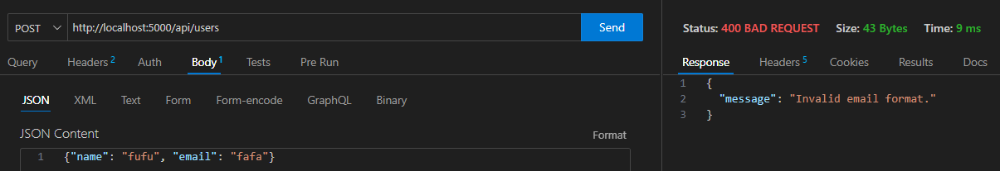 POST http://localhost:5000/api/users Send
Query Headers 2 Auth Body 1 Tests Pre Run
JSON XML Text Form Form-encode GraphQL Binary
JSON Content Format
1 {"name": "fufu", "email": "fafa"}
Status: 400 BAD REQUEST Size: 43 Bytes Time: 9 ms
Response Headers 5 Cookies Results Docs
1 {
2 "message": "Invalid email format."
3 }